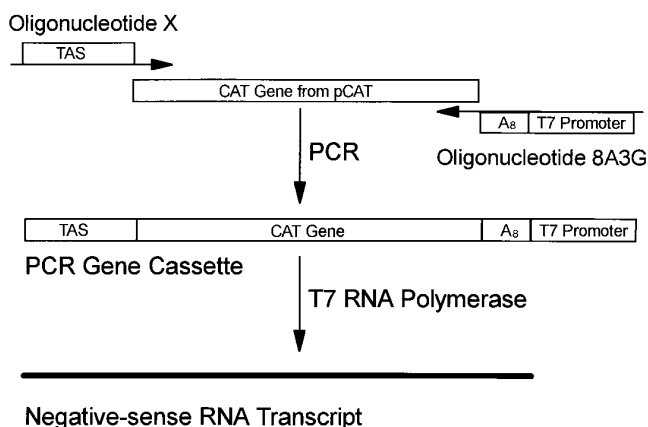 Oligonucleotide X
TAS
CAT Gene from pCAT
A8 T7 Promoter
PCR
Oligonucleotide 8A3G
TAS CAT Gene A8 T7 Promoter
PCR Gene Cassette
T7 RNA Polymerase
Negative-sense RNA Transcript